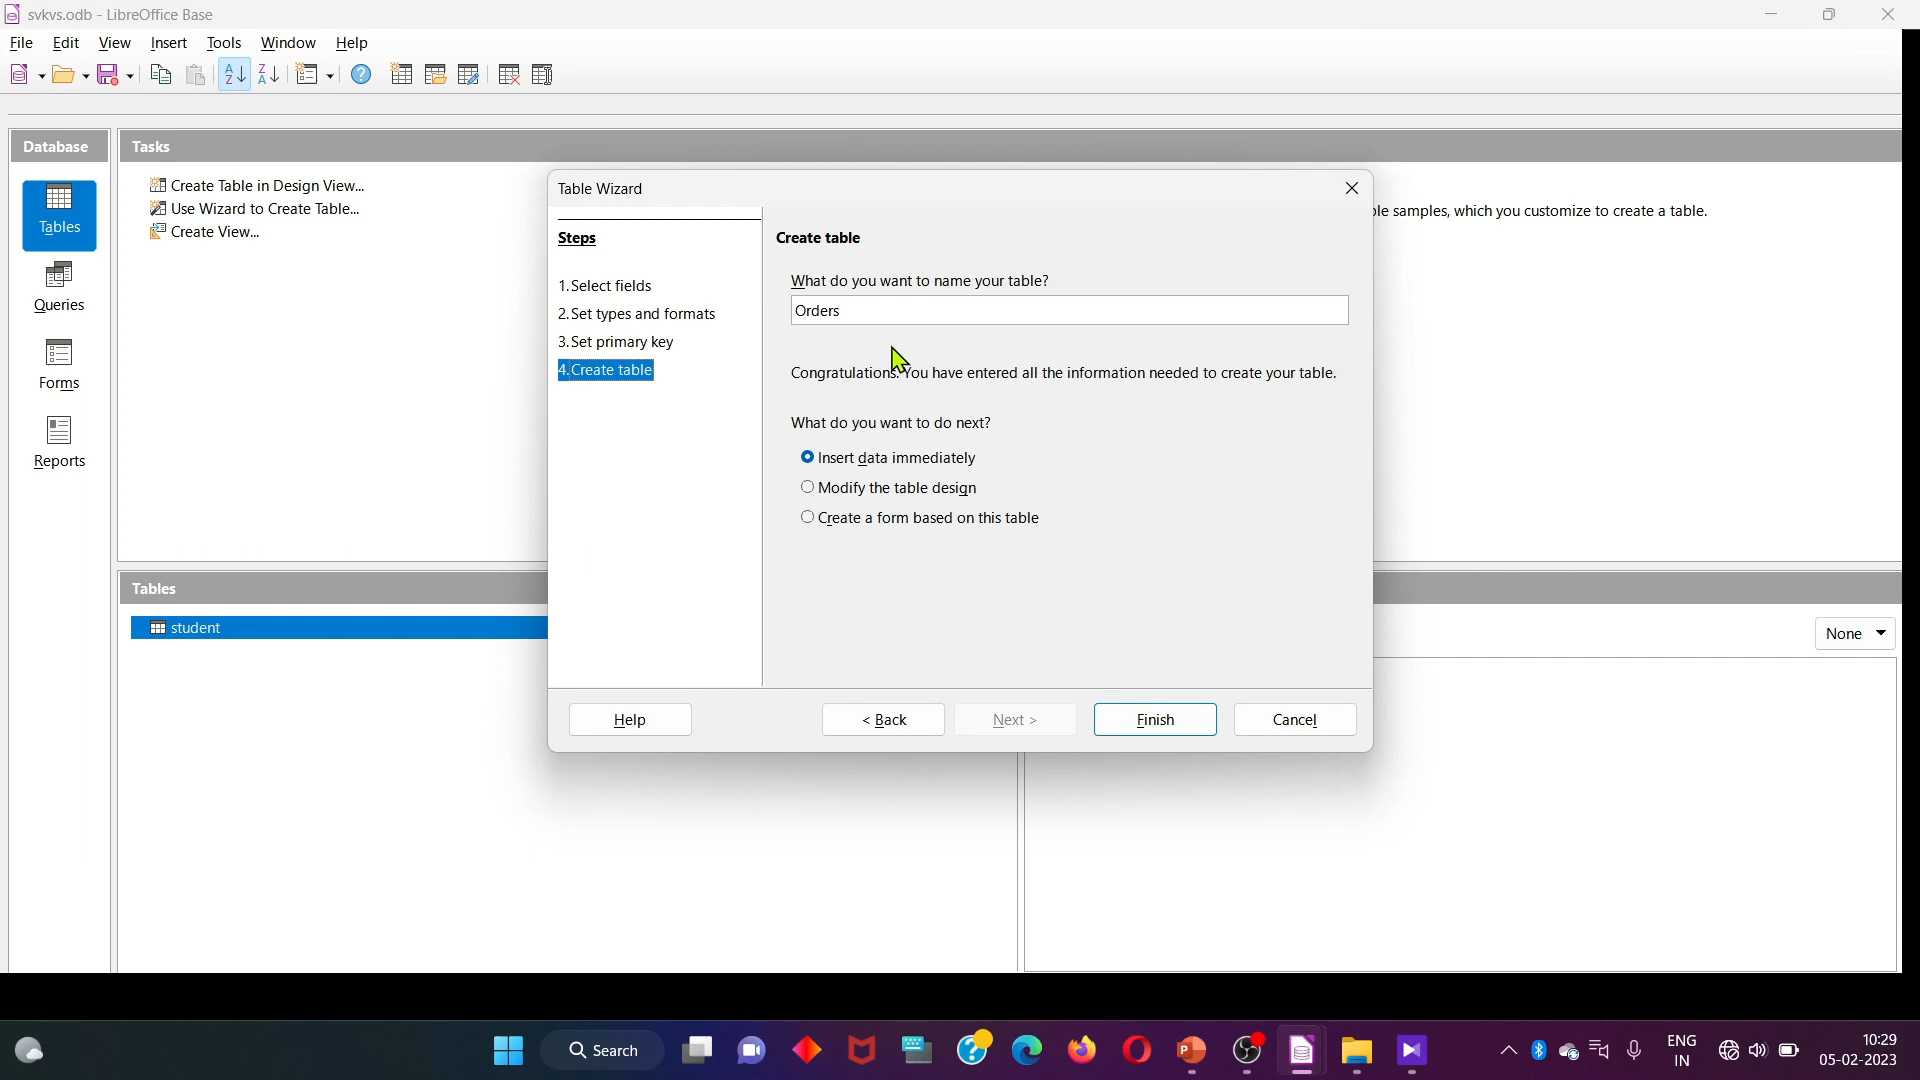 svkvs.odb - LibreOffice Base
File Edit View Insert Tools Window Help
Database
Tables
Queries
Forms
Reports
Tasks
Create Table in Design View...
Use Wizard to Create Table...
Create View...
ple samples, which you customize to create a table.
Table Wizard
Steps
1. Select fields
2. Set types and formats
3. Set primary key
4. Create table
Create table
What do you want to name your table?
Orders
Congratulations. You have entered all the information needed to create your table.
What do you want to do next?
Insert data immediately
Modify the table design
Create a form based on this table
Help < Back Next > Finish Cancel
Tables
student
None
Search
ENG
IN
10:29
05-02-2023